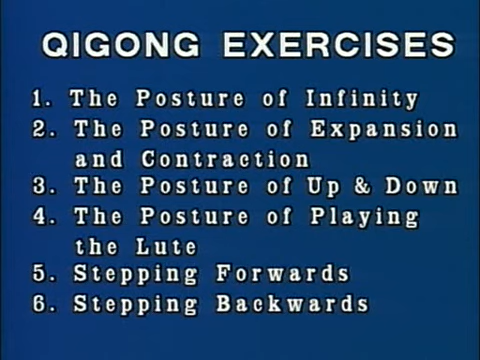 QIGONG EXERCISES
1. The Posture of Infinity
2. The Posture of Expansion
and Contraction
3. The Posture of Up & Down
4. The Posture of Playing
the Lute
5. Stepping Forwards
6. Stepping Backwards